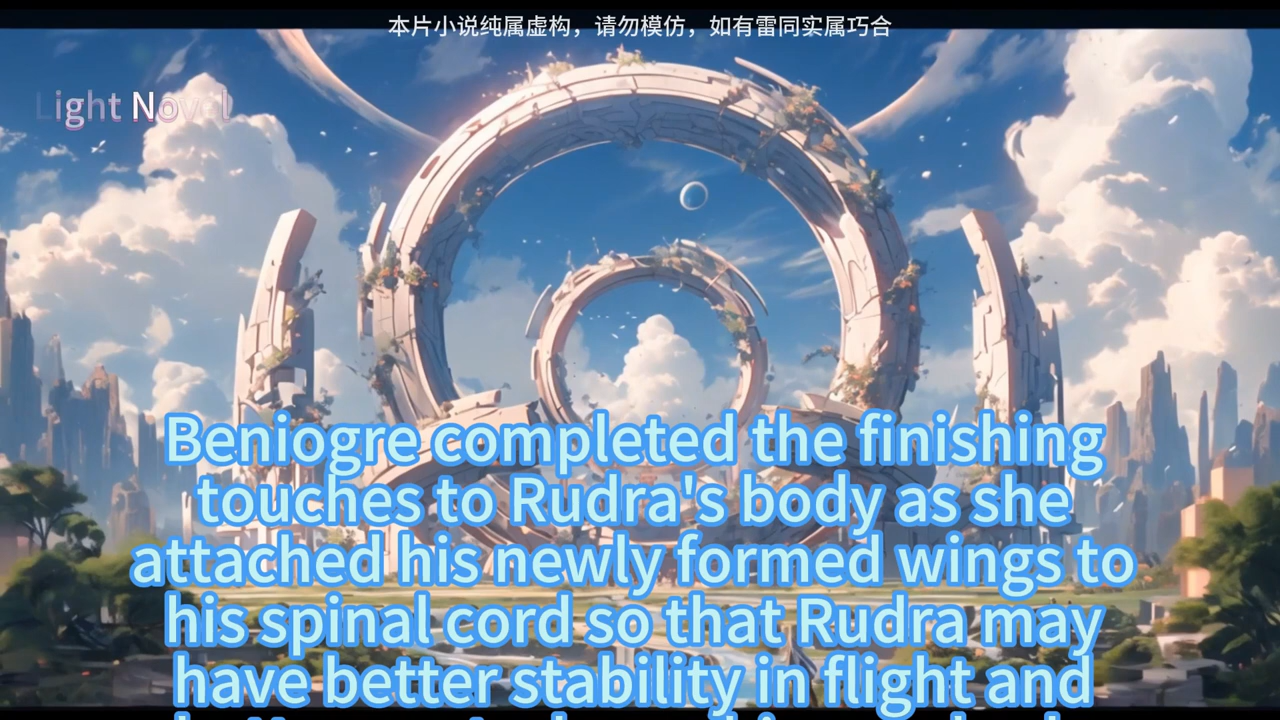 本片小说纯属虚构，请勿模仿，如有雷同实属巧合
Light Novel
Beniogre completed the finishing
touches to Rudra's body as she
attached his newly formed wings to
his spinal cord so that Rudra may
have better stability in flight and